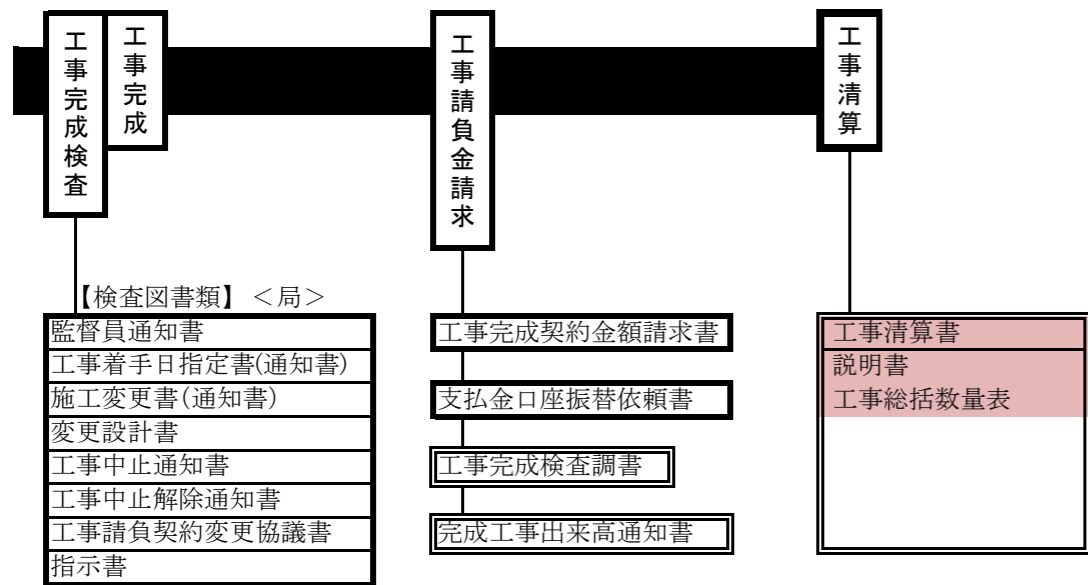 工事完成検査
工事完成
工事請負金請求
工事清算
【検査図書類】<局>
監督員通知書
工事着手日指定書(通知書)
施工変更書(通知書)
変更設計書
工事中止通知書
工事中止解除通知書
工事請負契約変更協議書
指示書
工事完成契約金額請求書
支払金口座振替依頼書
工事完成検査調書
完成工事出来高通知書
工事清算書
説明書
工事総括数量表